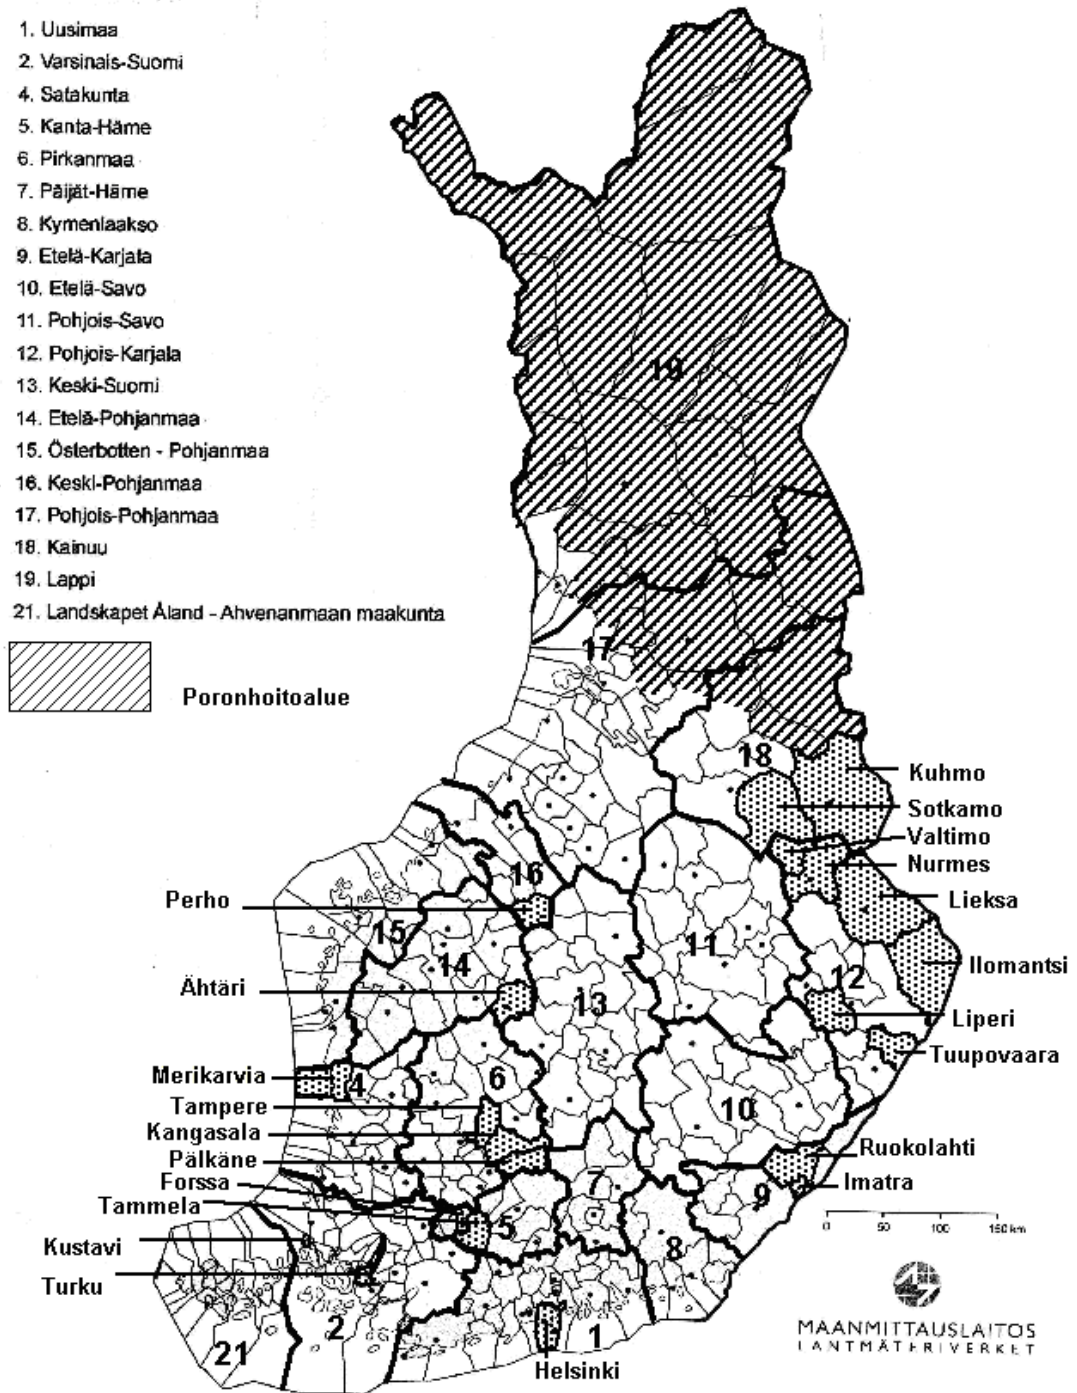 1. Uusimaa
2. Varsinais-Suomi
4. Satakunta
5. Kanta-Häme
6. Pirkanmaa
7. Päijät-Häme
8. Kymenlaakso
9. Etelä-Karjala
10. Etelä-Savo
11. Pohjois-Savo
12. Pohjois-Karjala
13. Keski-Suomi
14. Etelä-Pohjanmaa
15. Österbotten - Pohjanmaa
16. Keski-Pohjanmaa
17. Pohjois-Pohjanmaa
18. Kainuu
19. Lappi
21. Landskapet Åland - Ahvenanmaan maakunta
Poronhoitoalue
19
17
18
Kuhmo
Sotkamo
Valtimo
Nurmes
Lieksa
Ilomantsi
Liperi
Tuupovaara
16
Perho
15
14
11
12
Ähtäri
13
Merikarvia
4
6
10
Tampere
Kangasala
Pälkäne
Forssa
Tammela
Ruokolahti
Imatra
7
9
5
8
Kustavi
Turku
0 50 100 150 km
2
21
1
Helsinki
MAANMITTAUSLAITOS
LANTMÄTERIVERKET